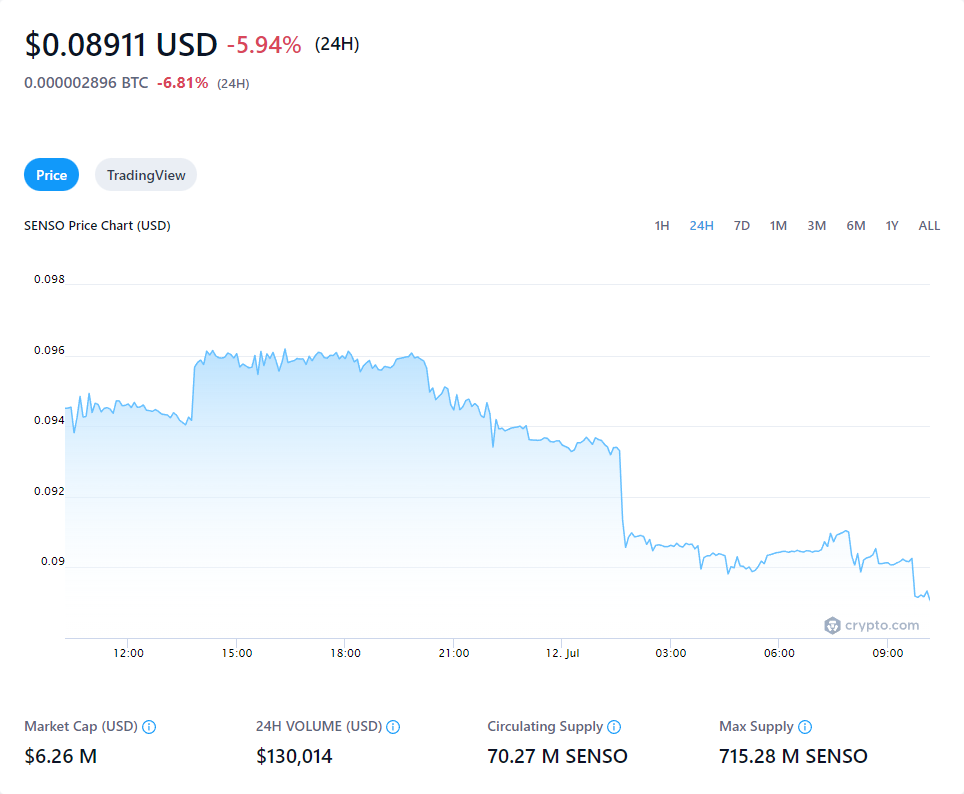 $0.08911 USD -5.94% (24H)
0.000002896 BTC -6.81% (24H)
Price TradingView
SENSO Price Chart (USD) 1H 24H 7D 1M 3M 6M 1Y ALL
0.098
0.096
0.094
0.092
0.09
crypto.com
12:00 15:00 18:00 21:00 12. Jul 03:00 06:00 09:00
Market Cap (USD) 24H VOLUME (USD) Circulating Supply Max Supply
$6.26 M $130,014 70.27 M SENSO 715.28 M SENSO